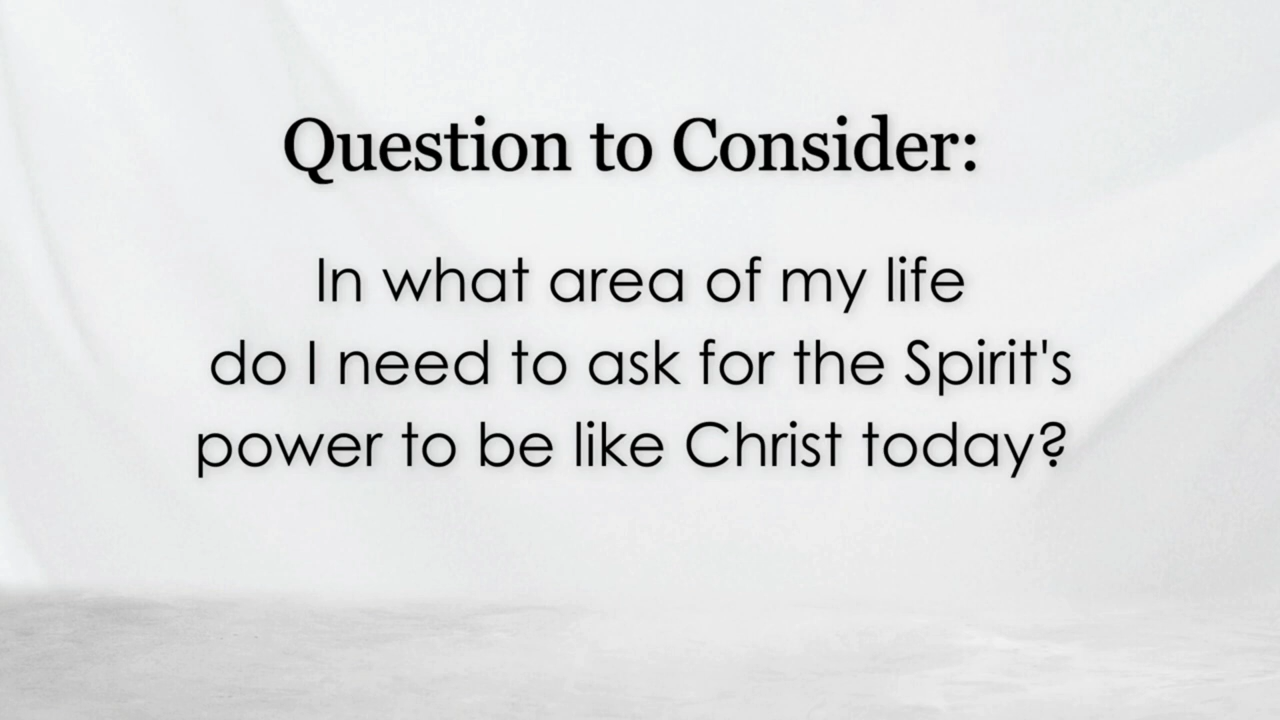 Question to Consider:
In what area of my life
do I need to ask for the Spirit's
power to be like Christ today?